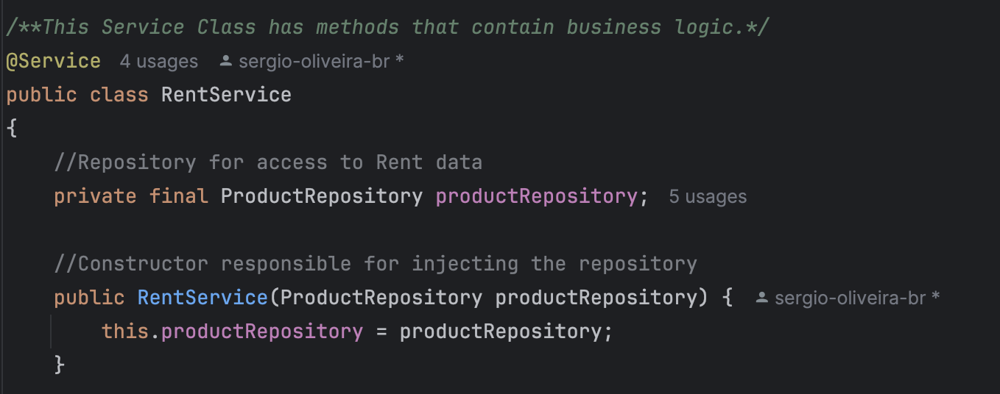 /**This Service Class has methods that contain business logic.*/
@Service 4 usages sergio-oliveira-br *
public class RentService
{
//Repository for access to Rent data
private final ProductRepository productRepository; 5 usages
//Constructor responsible for injecting the repository
public RentService(ProductRepository productRepository) { sergio-oliveira-br *
this.productRepository = productRepository;
}